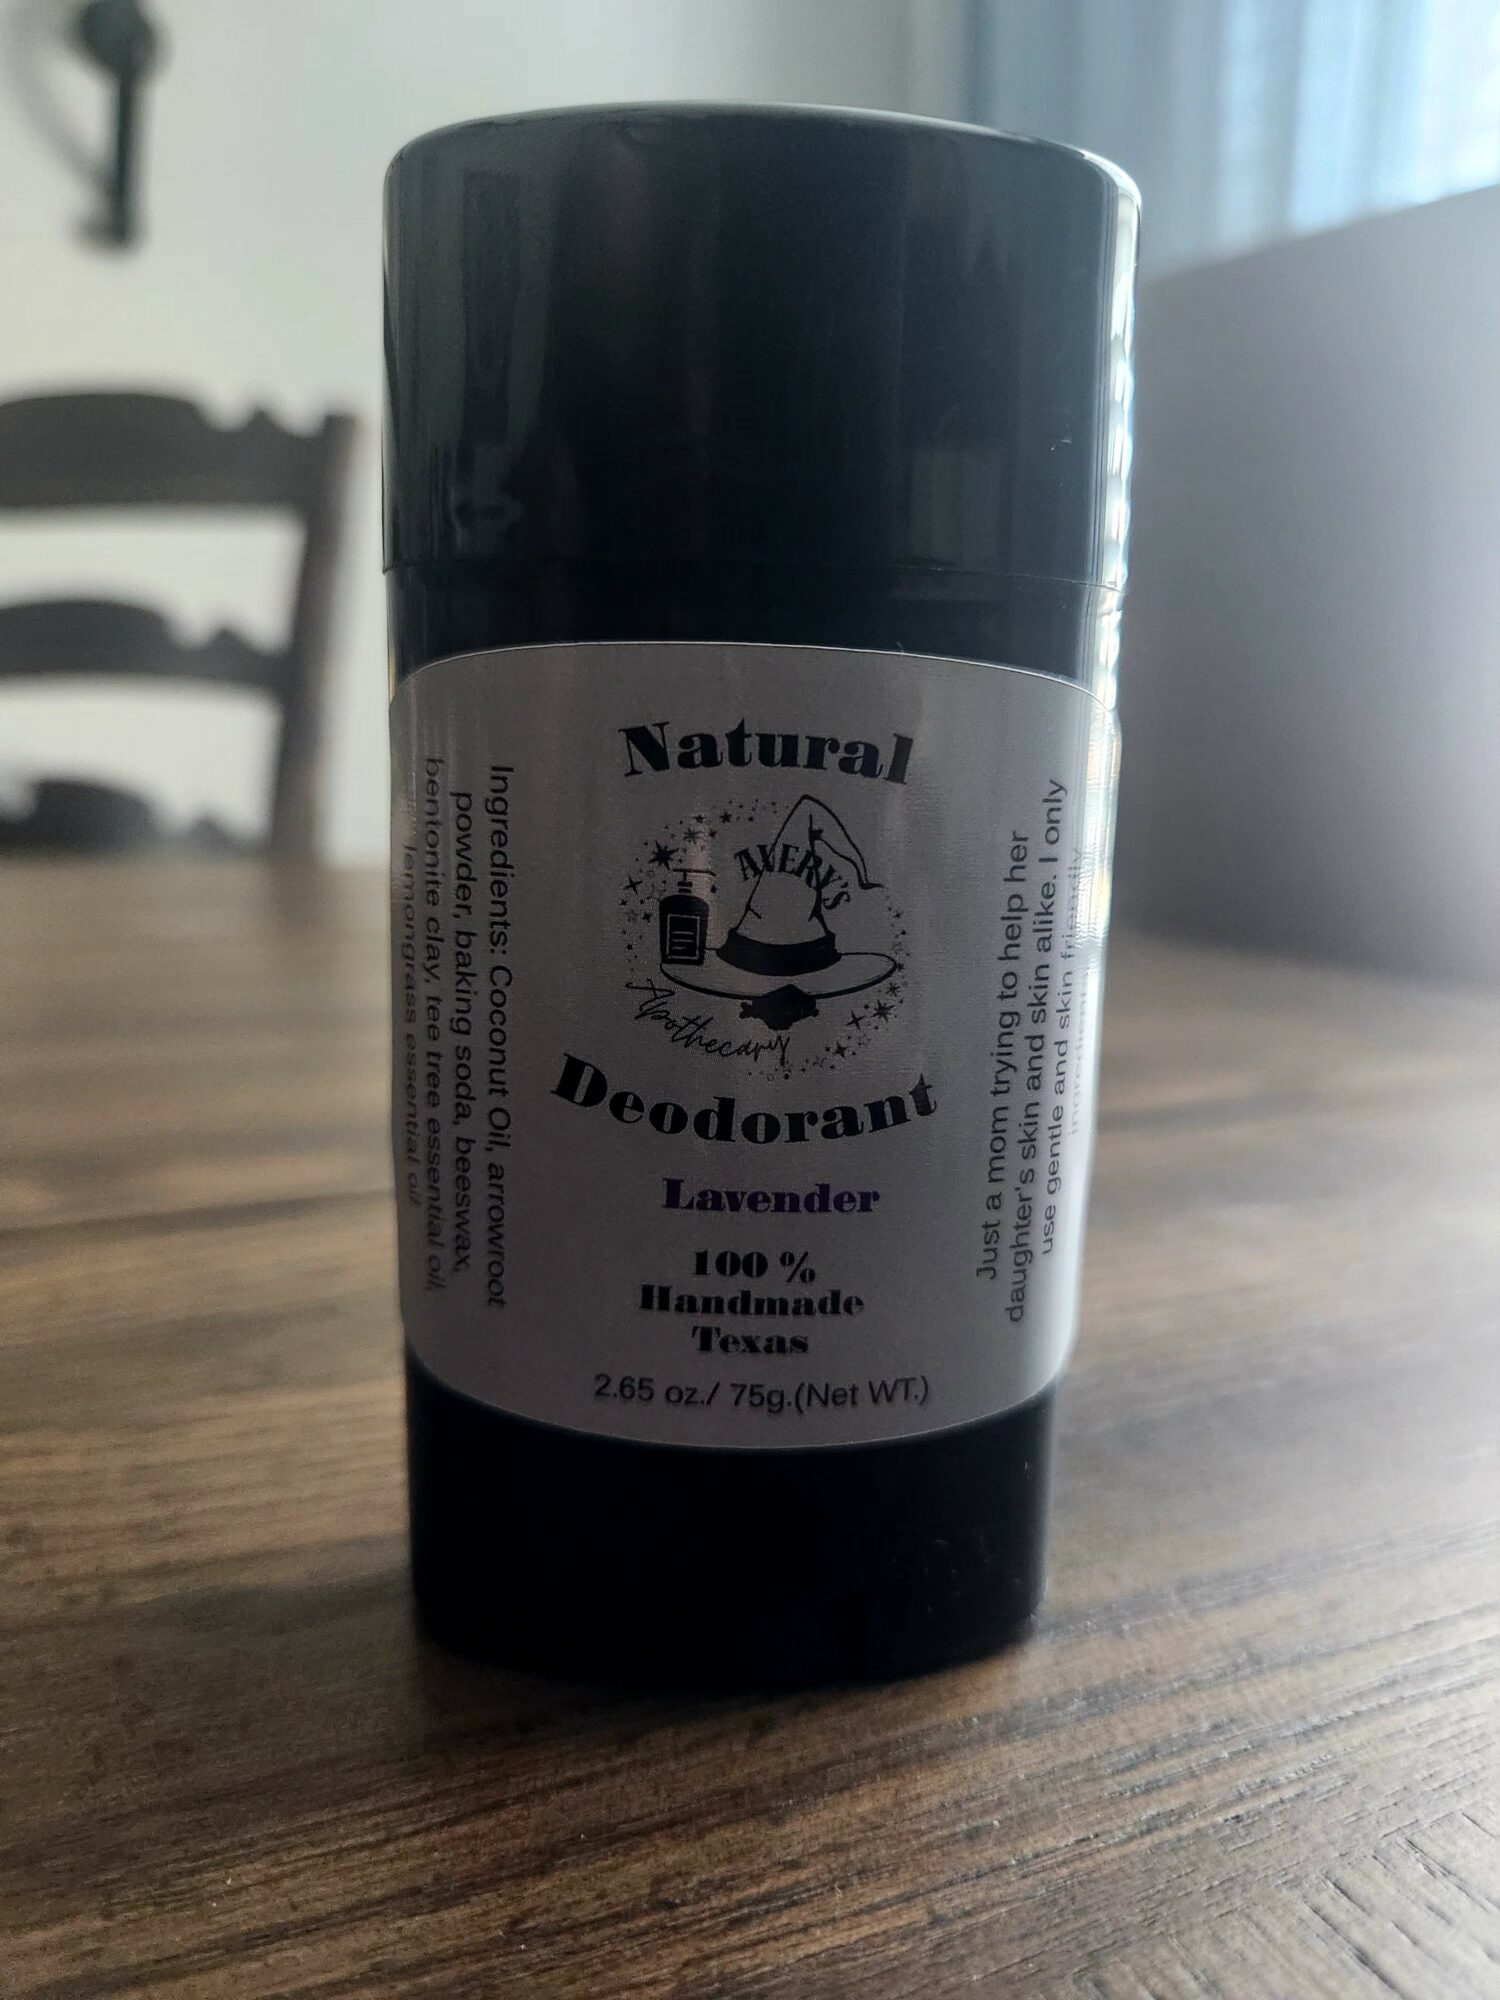 Natural
AVERY'S
Apothecary
Deodorant
Lavender
100 %
Handmade
Texas
2.65 oz./ 75g.(Net WT.)
Ingredients: Coconut Oil, arrowroot
powder, baking soda, beeswax,
bentonite clay, tee tree essential oil,
lemongrass essential oil
Just a mom trying to help her
daughter's skin and skin alike. I only
use gentle and skin friendly
ingredients